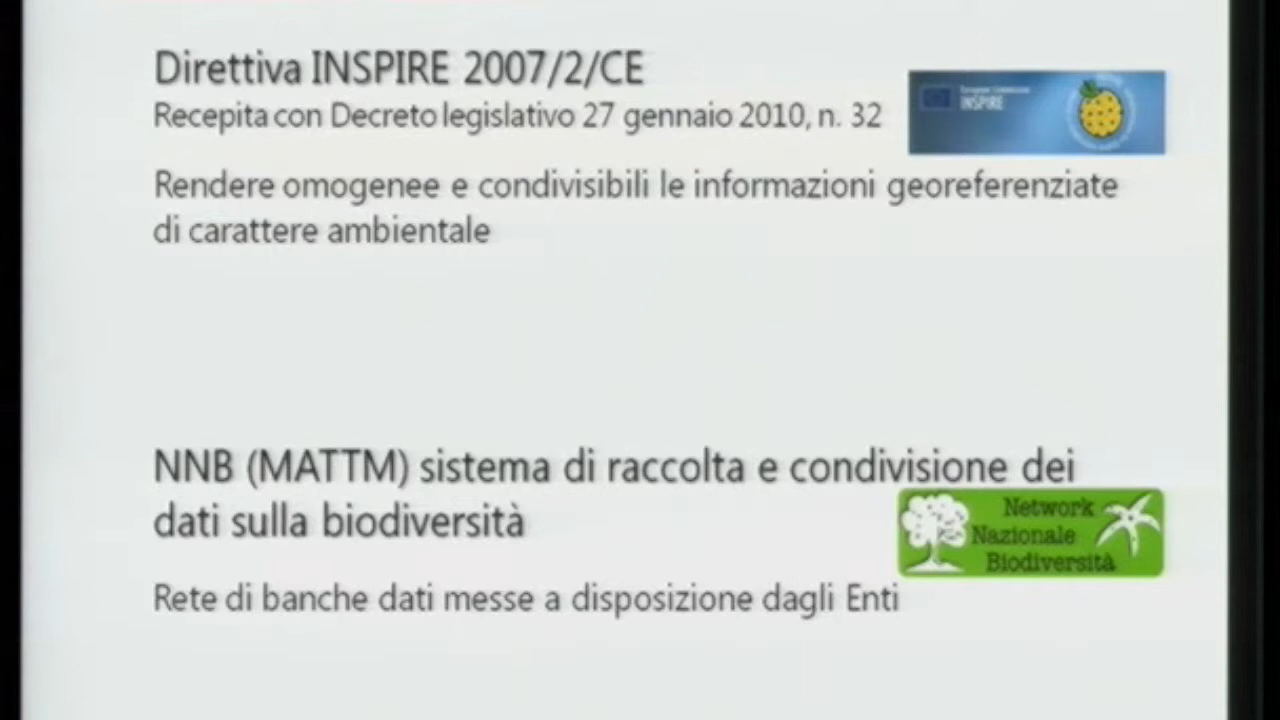 Direttiva INSPIRE 2007/2/CE
Recepita con Decreto legislativo 27 gennaio 2010, n. 32
INSPIRE
Rendere omogenee e condivisibili le informazioni georeferenziate
di carattere ambientale
NNB (MATTM) sistema di raccolta e condivisione dei
dati sulla biodiversità
Network
Nazionale
Biodiversità
Rete di banche dati messe a disposizione dagli Enti